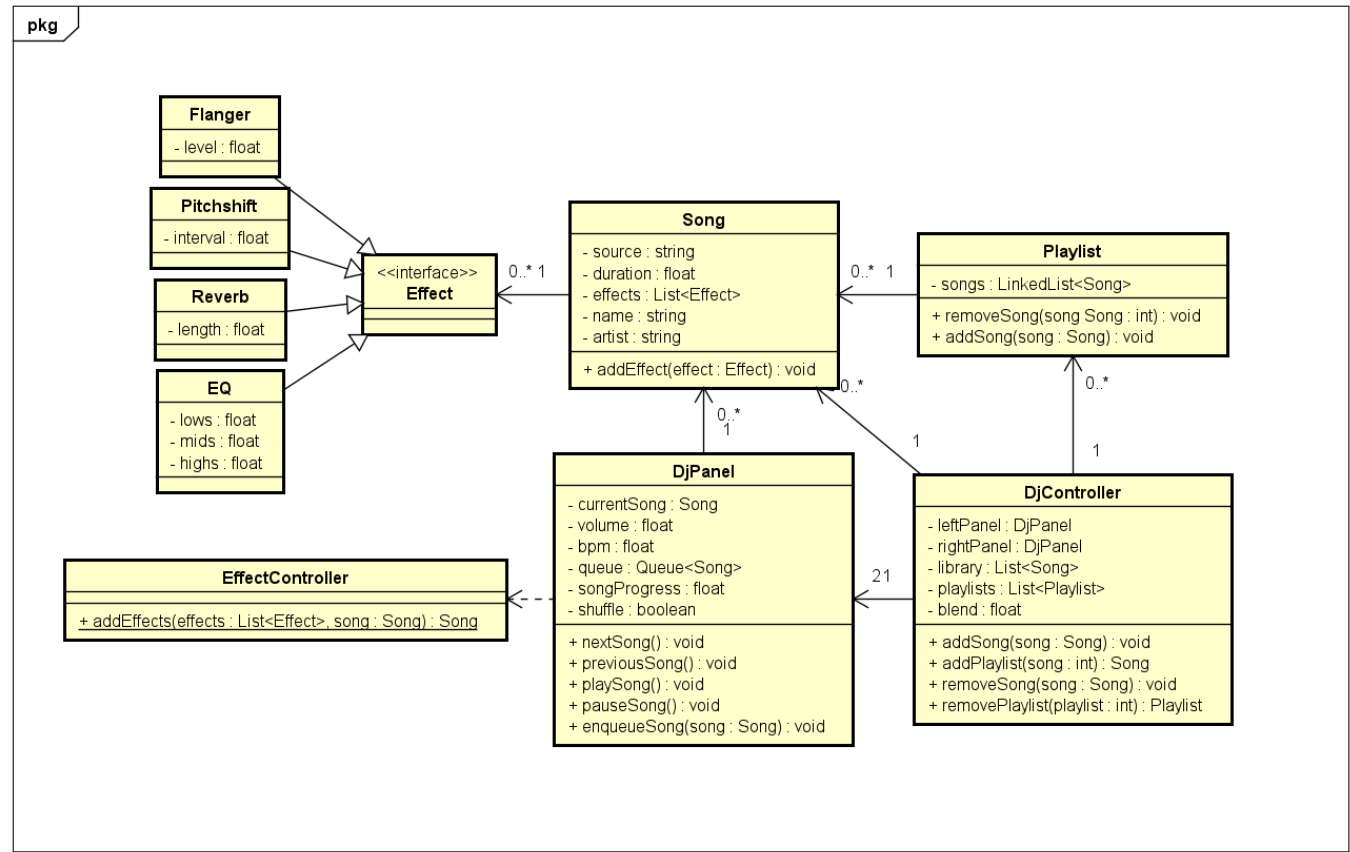 pkg
Flanger
- level : float
Pitchshift
- interval : float
Reverb
- length : float
EQ
- lows : float
- mids : float
- highs : float
<<interface>>
Effect
0..* 1
Song
- source : string
- duration : float
- effects : List<Effect>
- name : string
- artist : string
+ addEffect(effect : Effect) : void
0..* 1
Playlist
- songs : LinkedList<Song>
+ removeSong(song Song : int) : void
+ addSong(song : Song) : void
0..*
1
0..*
1
0..*
1
DjPanel
- currentSong : Song
- volume : float
- bpm : float
- queue : Queue<Song>
- songProgress : float
- shuffle : boolean
+ nextSong() : void
+ previousSong() : void
+ playSong() : void
+ pauseSong() : void
+ enqueueSong(song : Song) : void
21
DjController
- leftPanel : DjPanel
- rightPanel : DjPanel
- library : List<Song>
- playlists : List<Playlist>
- blend : float
+ addSong(song : Song) : void
+ addPlaylist(song : int) : Song
+ removeSong(song : Song) : void
+ removePlaylist(playlist : int) : Playlist
EffectController
+ addEffects(effects : List<Effect>, song : Song) : Song